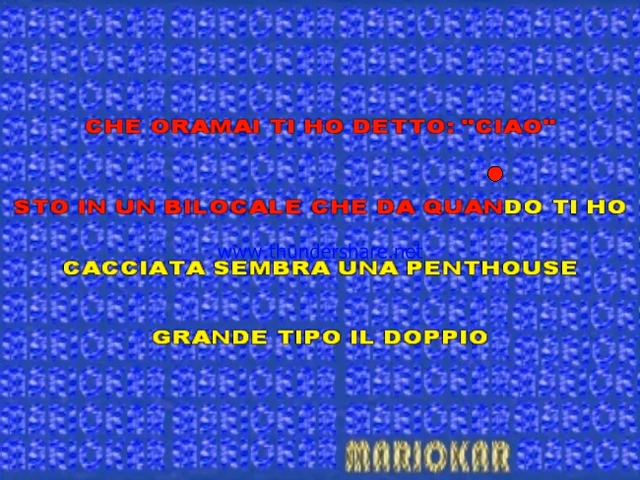 CHE ORAMAI TI HO DETTO: "CIAO"
STO IN UN BILOCALE CHE DA QUANDO TI HO
www.thundershare.net
CACCIATA SEMBRA UNA PENTHOUSE
GRANDE TIPO IL DOPPIO
MARIOKAR